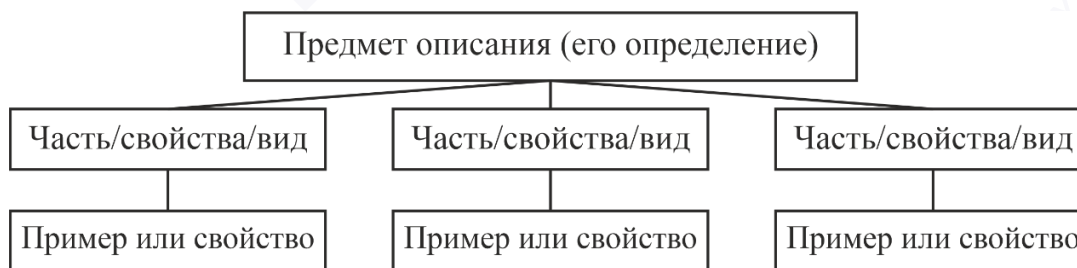 Предмет описания (его определение)
Часть/свойства/вид
Часть/свойства/вид
Часть/свойства/вид
Пример или свойство
Пример или свойство
Пример или свойство